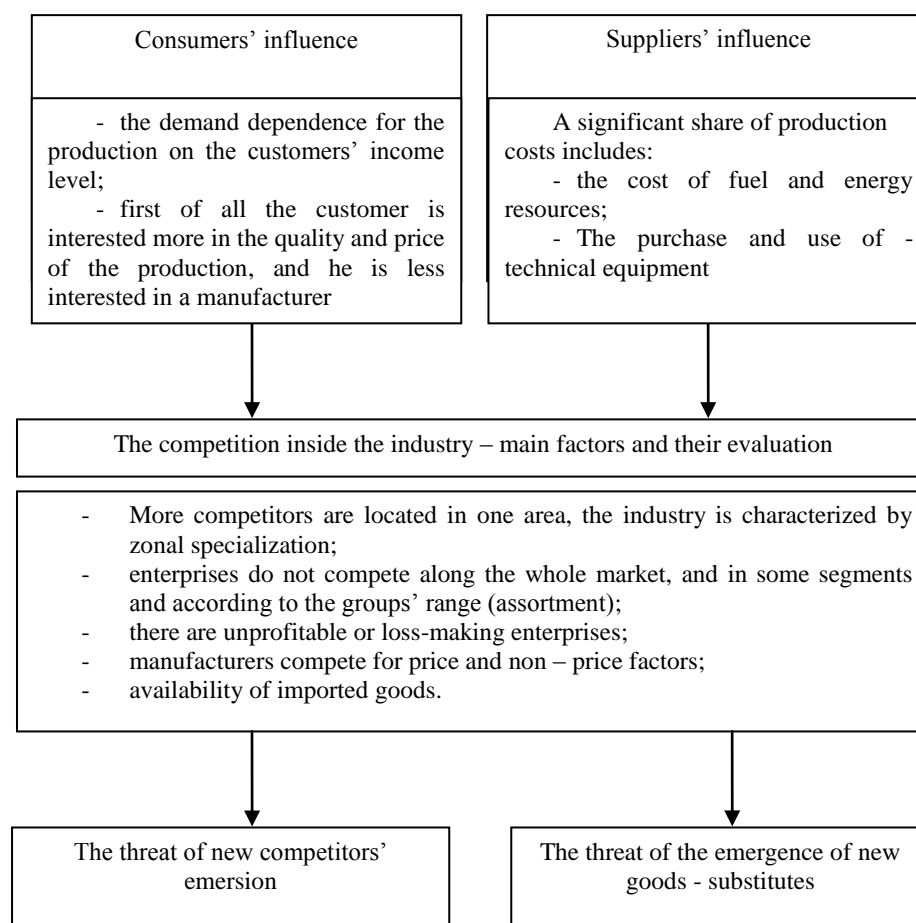 Consumers’ influence
- the demand dependence for the
production on the customers’ income
level;
- first of all the customer is
interested more in the quality and price
of the production, and he is less
interested in a manufacturer
Suppliers’ influence
A significant share of production
costs includes:
- the cost of fuel and energy
resources;
- The purchase and use of -
technical equipment
The competition inside the industry – main factors and their evaluation
- More competitors are located in one area, the industry is characterized by
zonal specialization;
- enterprises do not compete along the whole market, and in some segments
and according to the groups’ range (assortment);
- there are unprofitable or loss-making enterprises;
- manufacturers compete for price and non – price factors;
- availability of imported goods.
The threat of new competitors’
emersion
The threat of the emergence of new
goods - substitutes